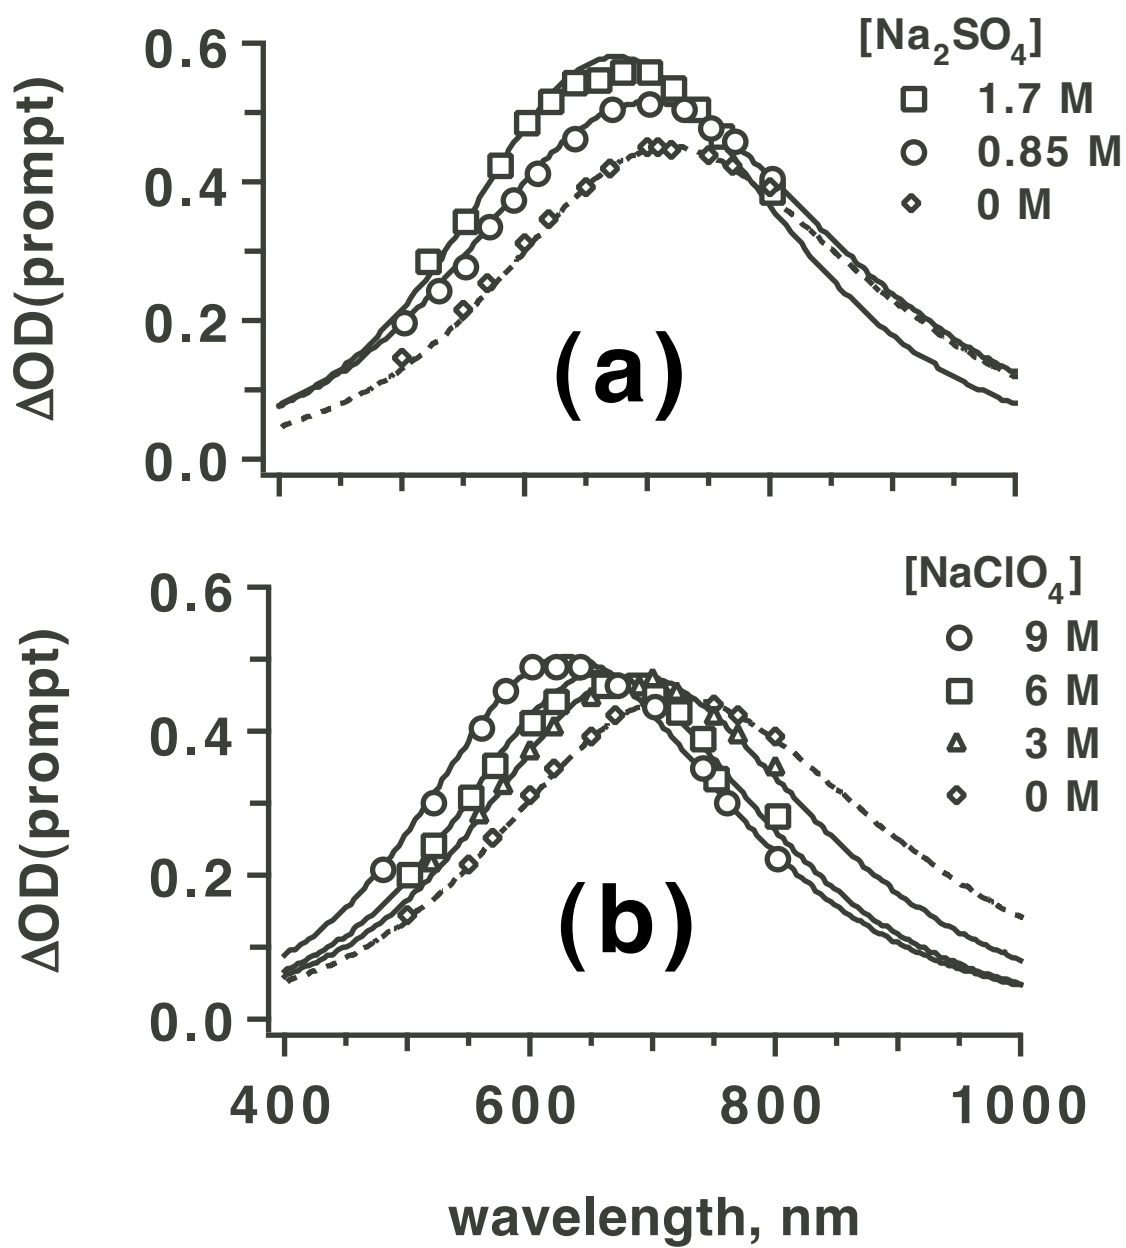 [Na2SO4]
1.7 M
0.85 M
0 M
ΔOD(prompt)
0.6
0.4
0.2
0.0
(a)
[NaClO4]
9 M
6 M
3 M
0 M
ΔOD(prompt)
0.6
0.4
0.2
0.0
(b)
400 600 800 1000
wavelength, nm